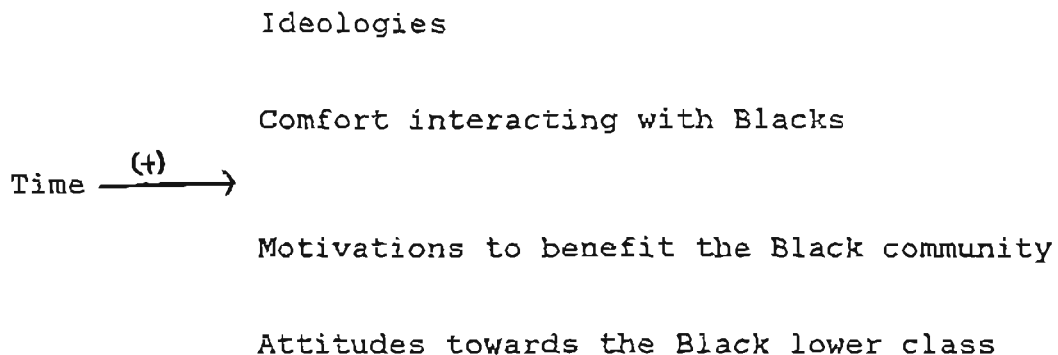 Ideologies
Comfort interacting with Blacks
(+)
Time
Motivations to benefit the Black community
Attitudes towards the Black lower class